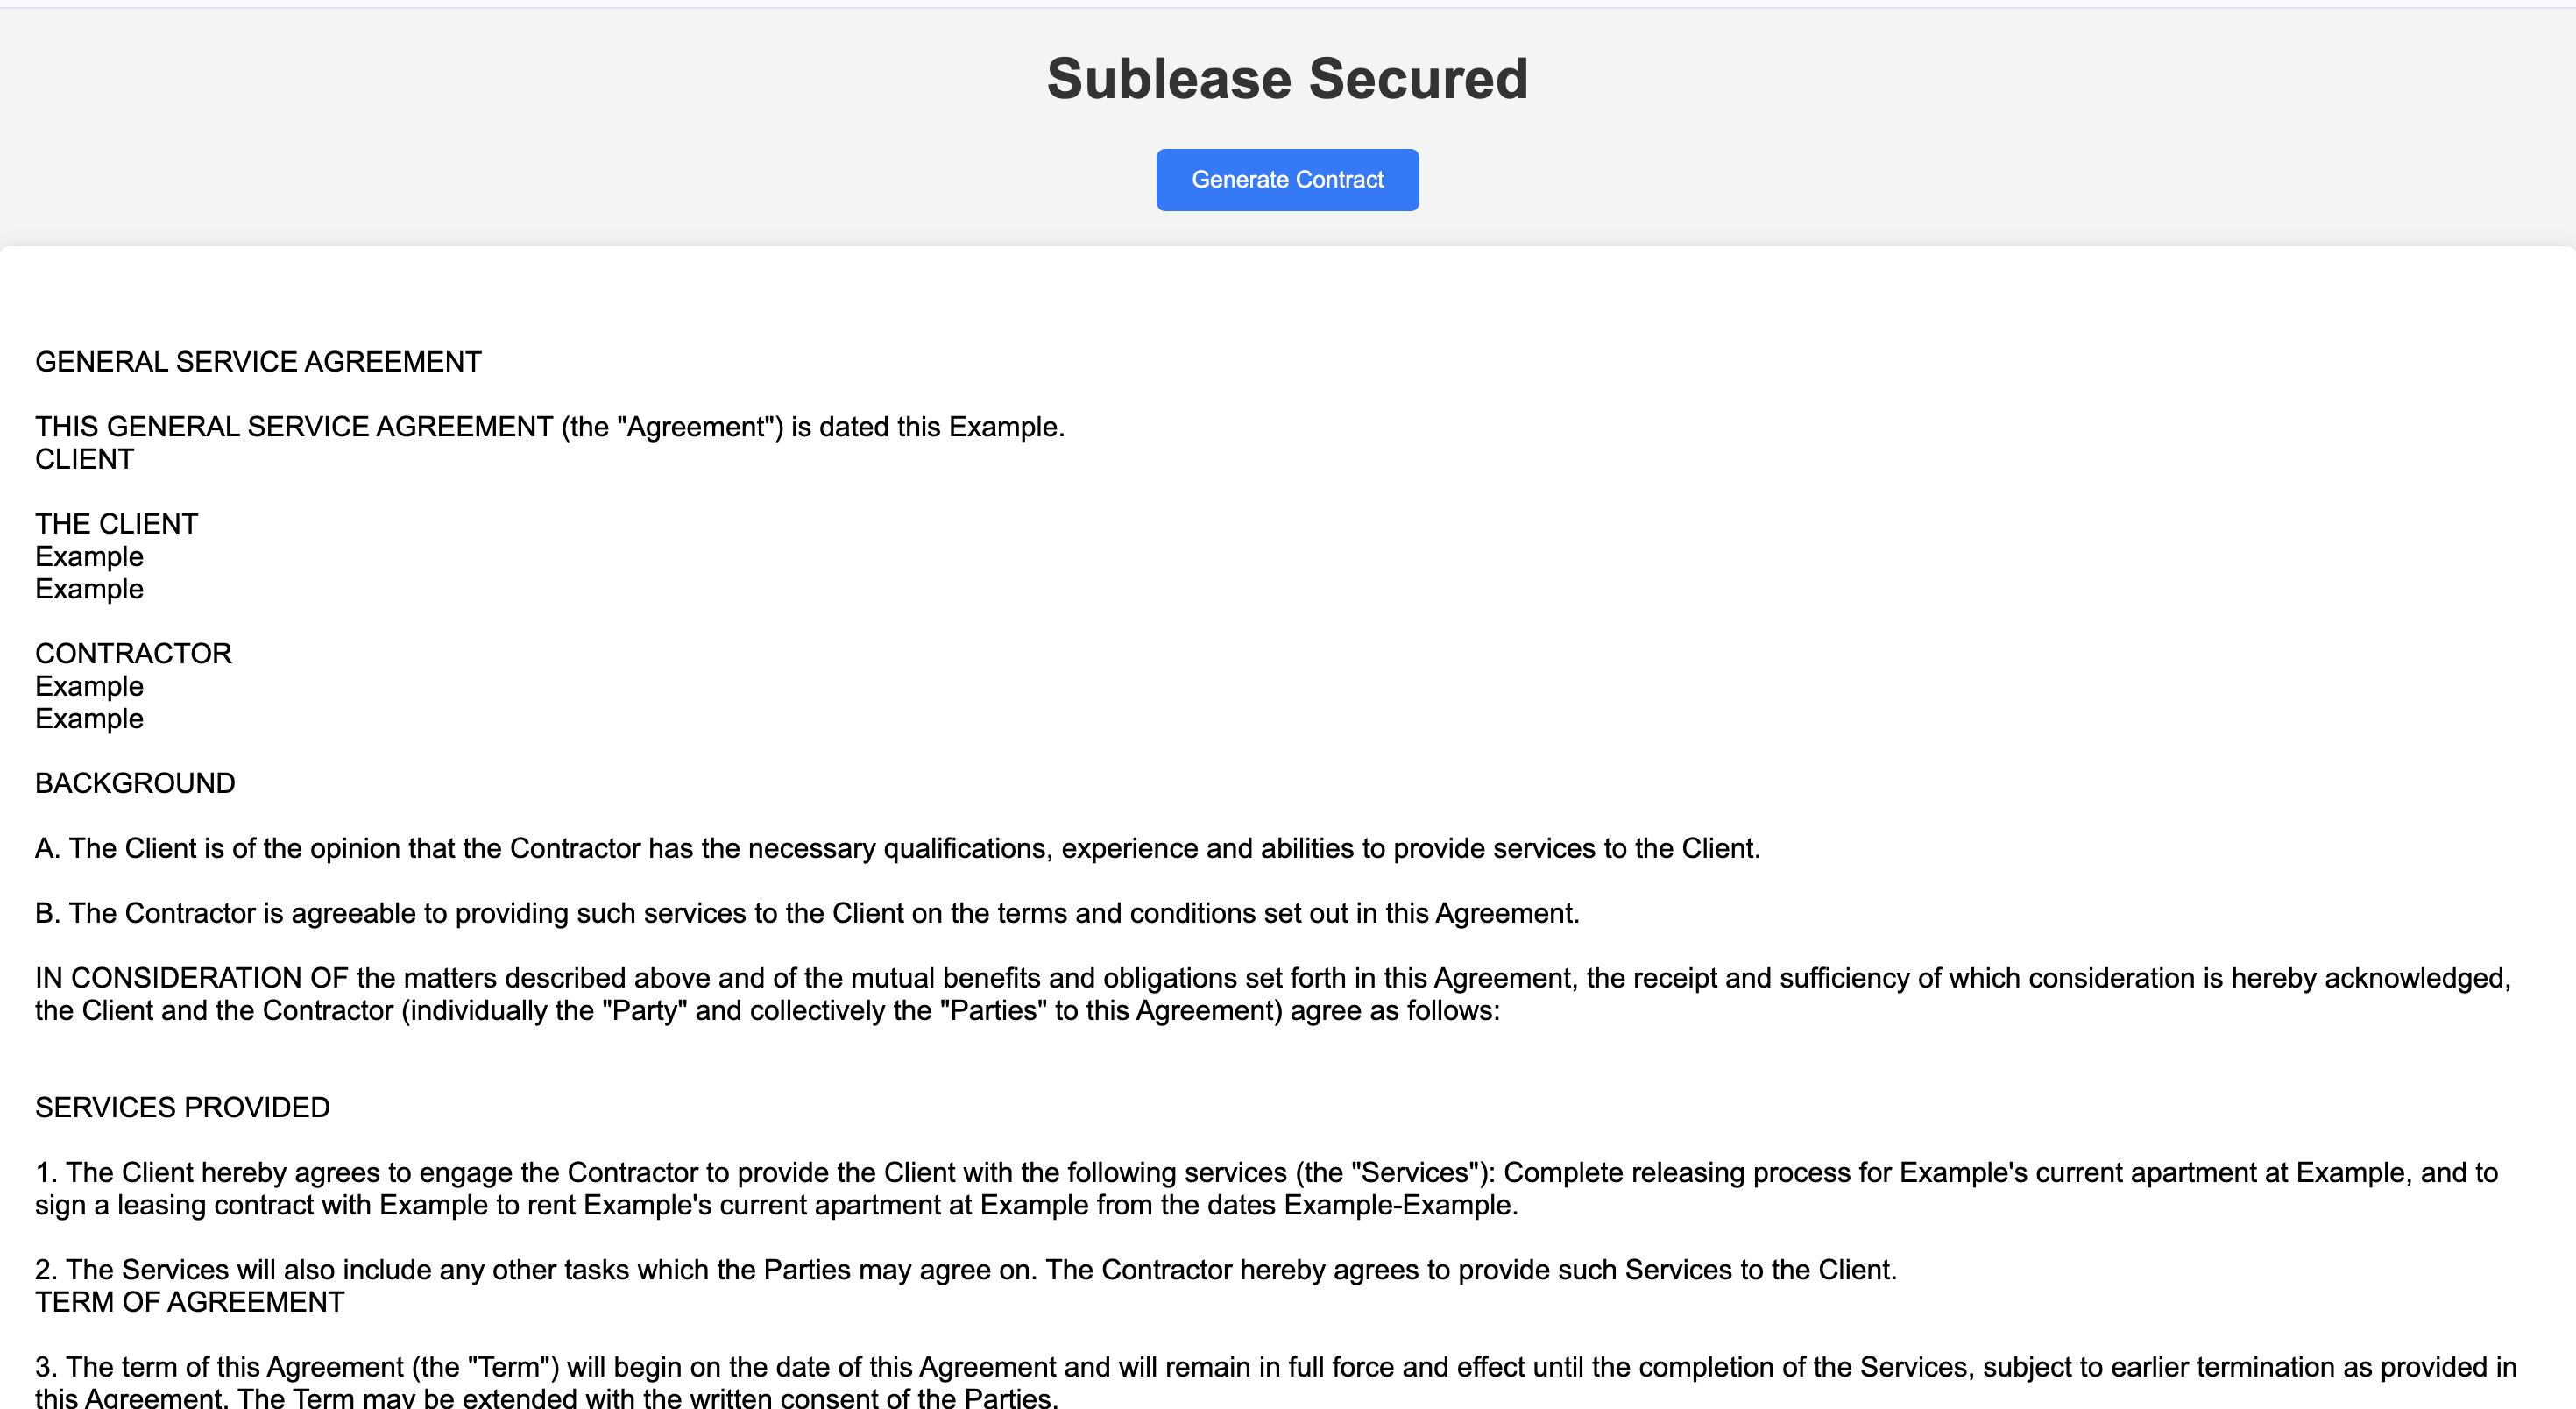 Sublease Secured
Generate Contract
GENERAL SERVICE AGREEMENT
THIS GENERAL SERVICE AGREEMENT (the "Agreement") is dated this Example.
CLIENT
THE CLIENT
Example
Example
CONTRACTOR
Example
Example
BACKGROUND
A. The Client is of the opinion that the Contractor has the necessary qualifications, experience and abilities to provide services to the Client.
B. The Contractor is agreeable to providing such services to the Client on the terms and conditions set out in this Agreement.
IN CONSIDERATION OF the matters described above and of the mutual benefits and obligations set forth in this Agreement, the receipt and sufficiency of which consideration is hereby acknowledged,
the Client and the Contractor (individually the "Party" and collectively the "Parties" to this Agreement) agree as follows:
SERVICES PROVIDED
1. The Client hereby agrees to engage the Contractor to provide the Client with the following services (the "Services"): Complete releasing process for Example's current apartment at Example, and to
sign a leasing contract with Example to rent Example's current apartment at Example from the dates Example-Example.
2. The Services will also include any other tasks which the Parties may agree on. The Contractor hereby agrees to provide such Services to the Client.
TERM OF AGREEMENT
3. The term of this Agreement (the "Term") will begin on the date of this Agreement and will remain in full force and effect until the completion of the Services, subject to earlier termination as provided in
this Agreement. The Term may be extended with the written consent of the Parties.